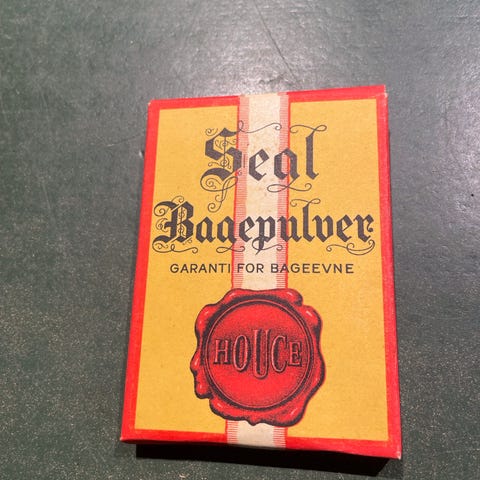 Seal
Bagepulver
GARANTI FOR BAGEEVNE
HOUCE